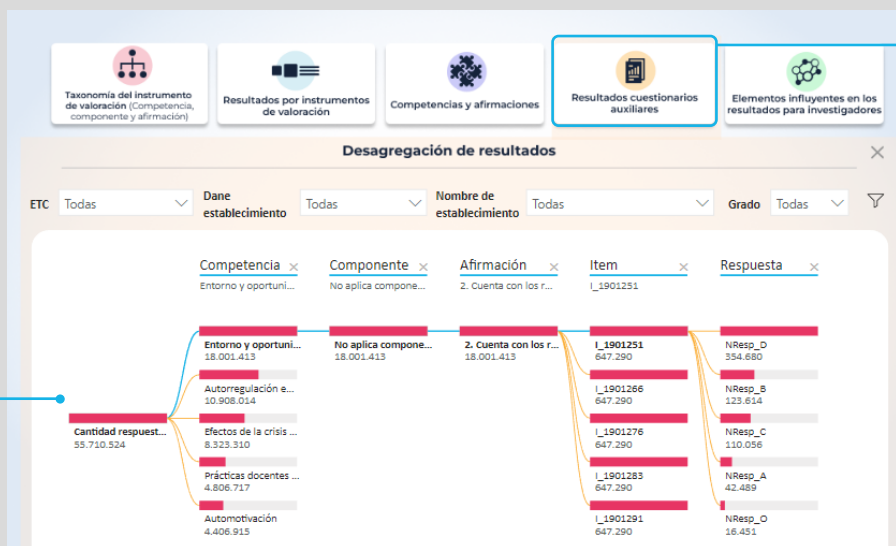 Taxonomía del instrumento
de valoración (Competencia,
componente y afirmación)
Resultados por instrumentos
de valoración
Competencias y afirmaciones
Resultados cuestionarios
auxiliares
Elementos influyentes en los
resultados para investigadores
Desagregación de resultados
ETC Todas
Dane
establecimiento
Todas
Nombre de
establecimiento
Todas
Grado Todas
Competencia
Entorno y oportuni...
Componente
No aplica compone...
Afirmación
2. Cuenta con los r...
Item
I_1901251
Respuesta
Cantidad respuest...
55.710.524
Entorno y oportuni...
18.001.413
Autorregulación e...
10.908.014
Efectos de la crisis ...
8.323.310
Prácticas docentes ...
4.806.717
Automotivación
4.406.915
No aplica compone...
18.001.413
2. Cuenta con los r...
18.001.413
I_1901251
647.290
I_1901266
647.290
I_1901276
647.290
I_1901283
647.290
I_1901291
647.290
NResp_D
354.680
NResp_B
123.614
NResp_C
110.056
NResp_A
42.489
NResp_O
16.451